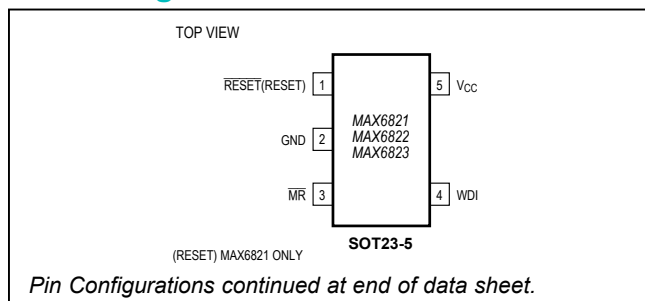 TOP VIEW
RESET(RESET) 1
5 VCC
MAX6821
MAX6822
MAX6823
GND 2
MR 3
4 WDI
SOT23-5
(RESET) MAX6821 ONLY
Pin Configurations continued at end of data sheet.